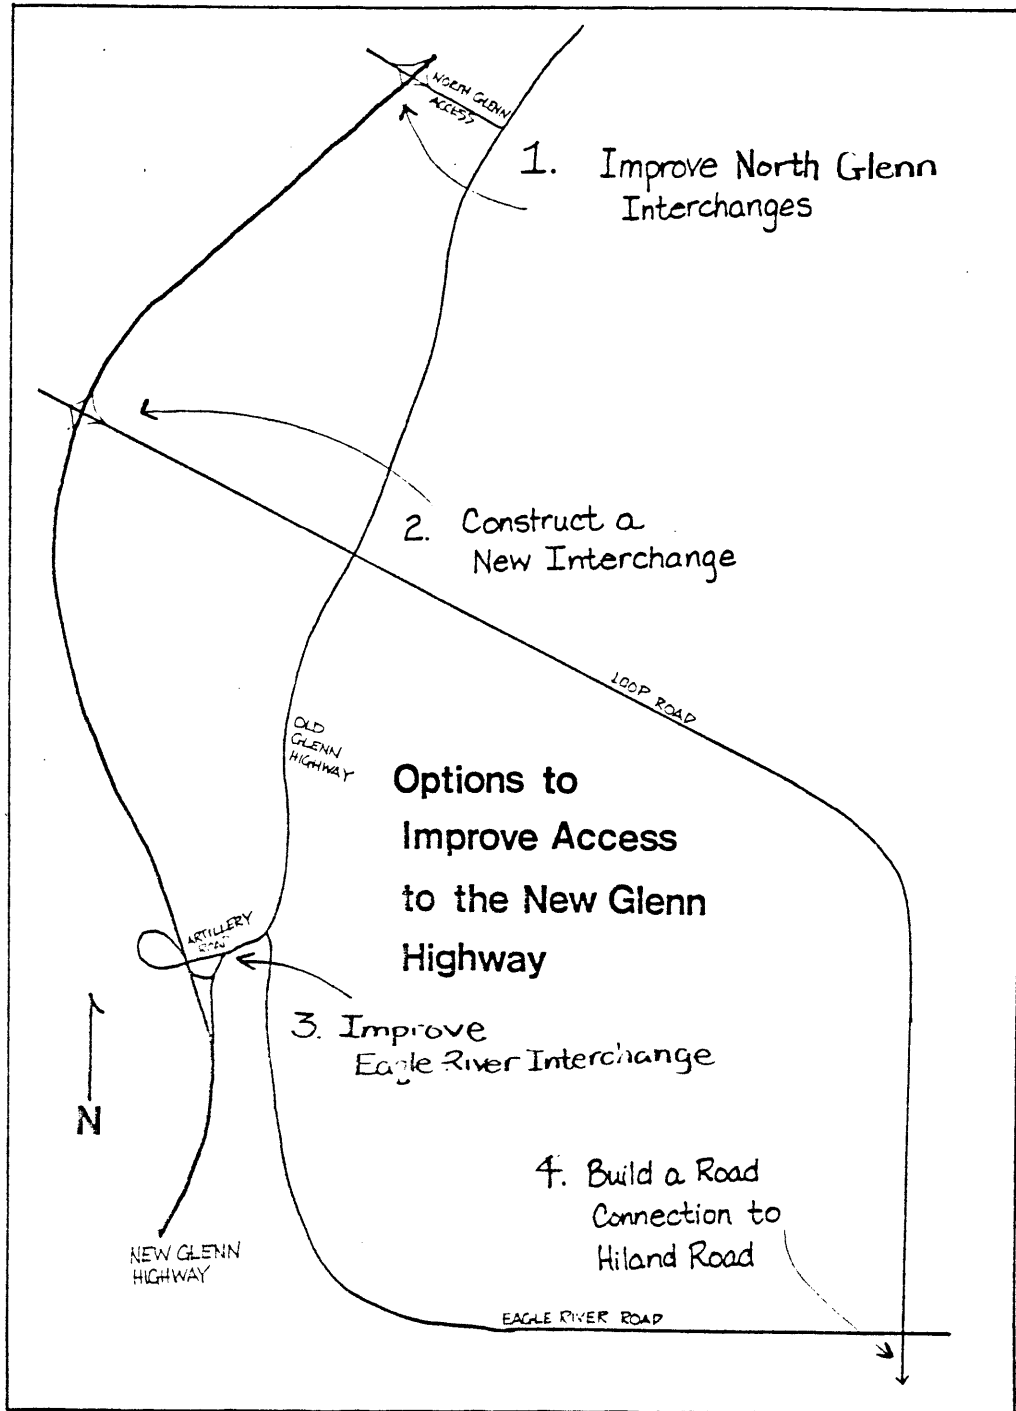 NORTH GLENN
ACCESS
1. Improve North Glenn
Interchanges
2. Construct a
New Interchange
LOOP ROAD
OLD
GLENN
HIGHWAY
Options to
Improve Access
to the New Glenn
Highway
ARTILLERY
ROAD
3. Improve
Eagle River Interchange
N
4. Build a Road
Connection to
Hiland Road
NEW GLENN
HIGHWAY
EAGLE RIVER ROAD